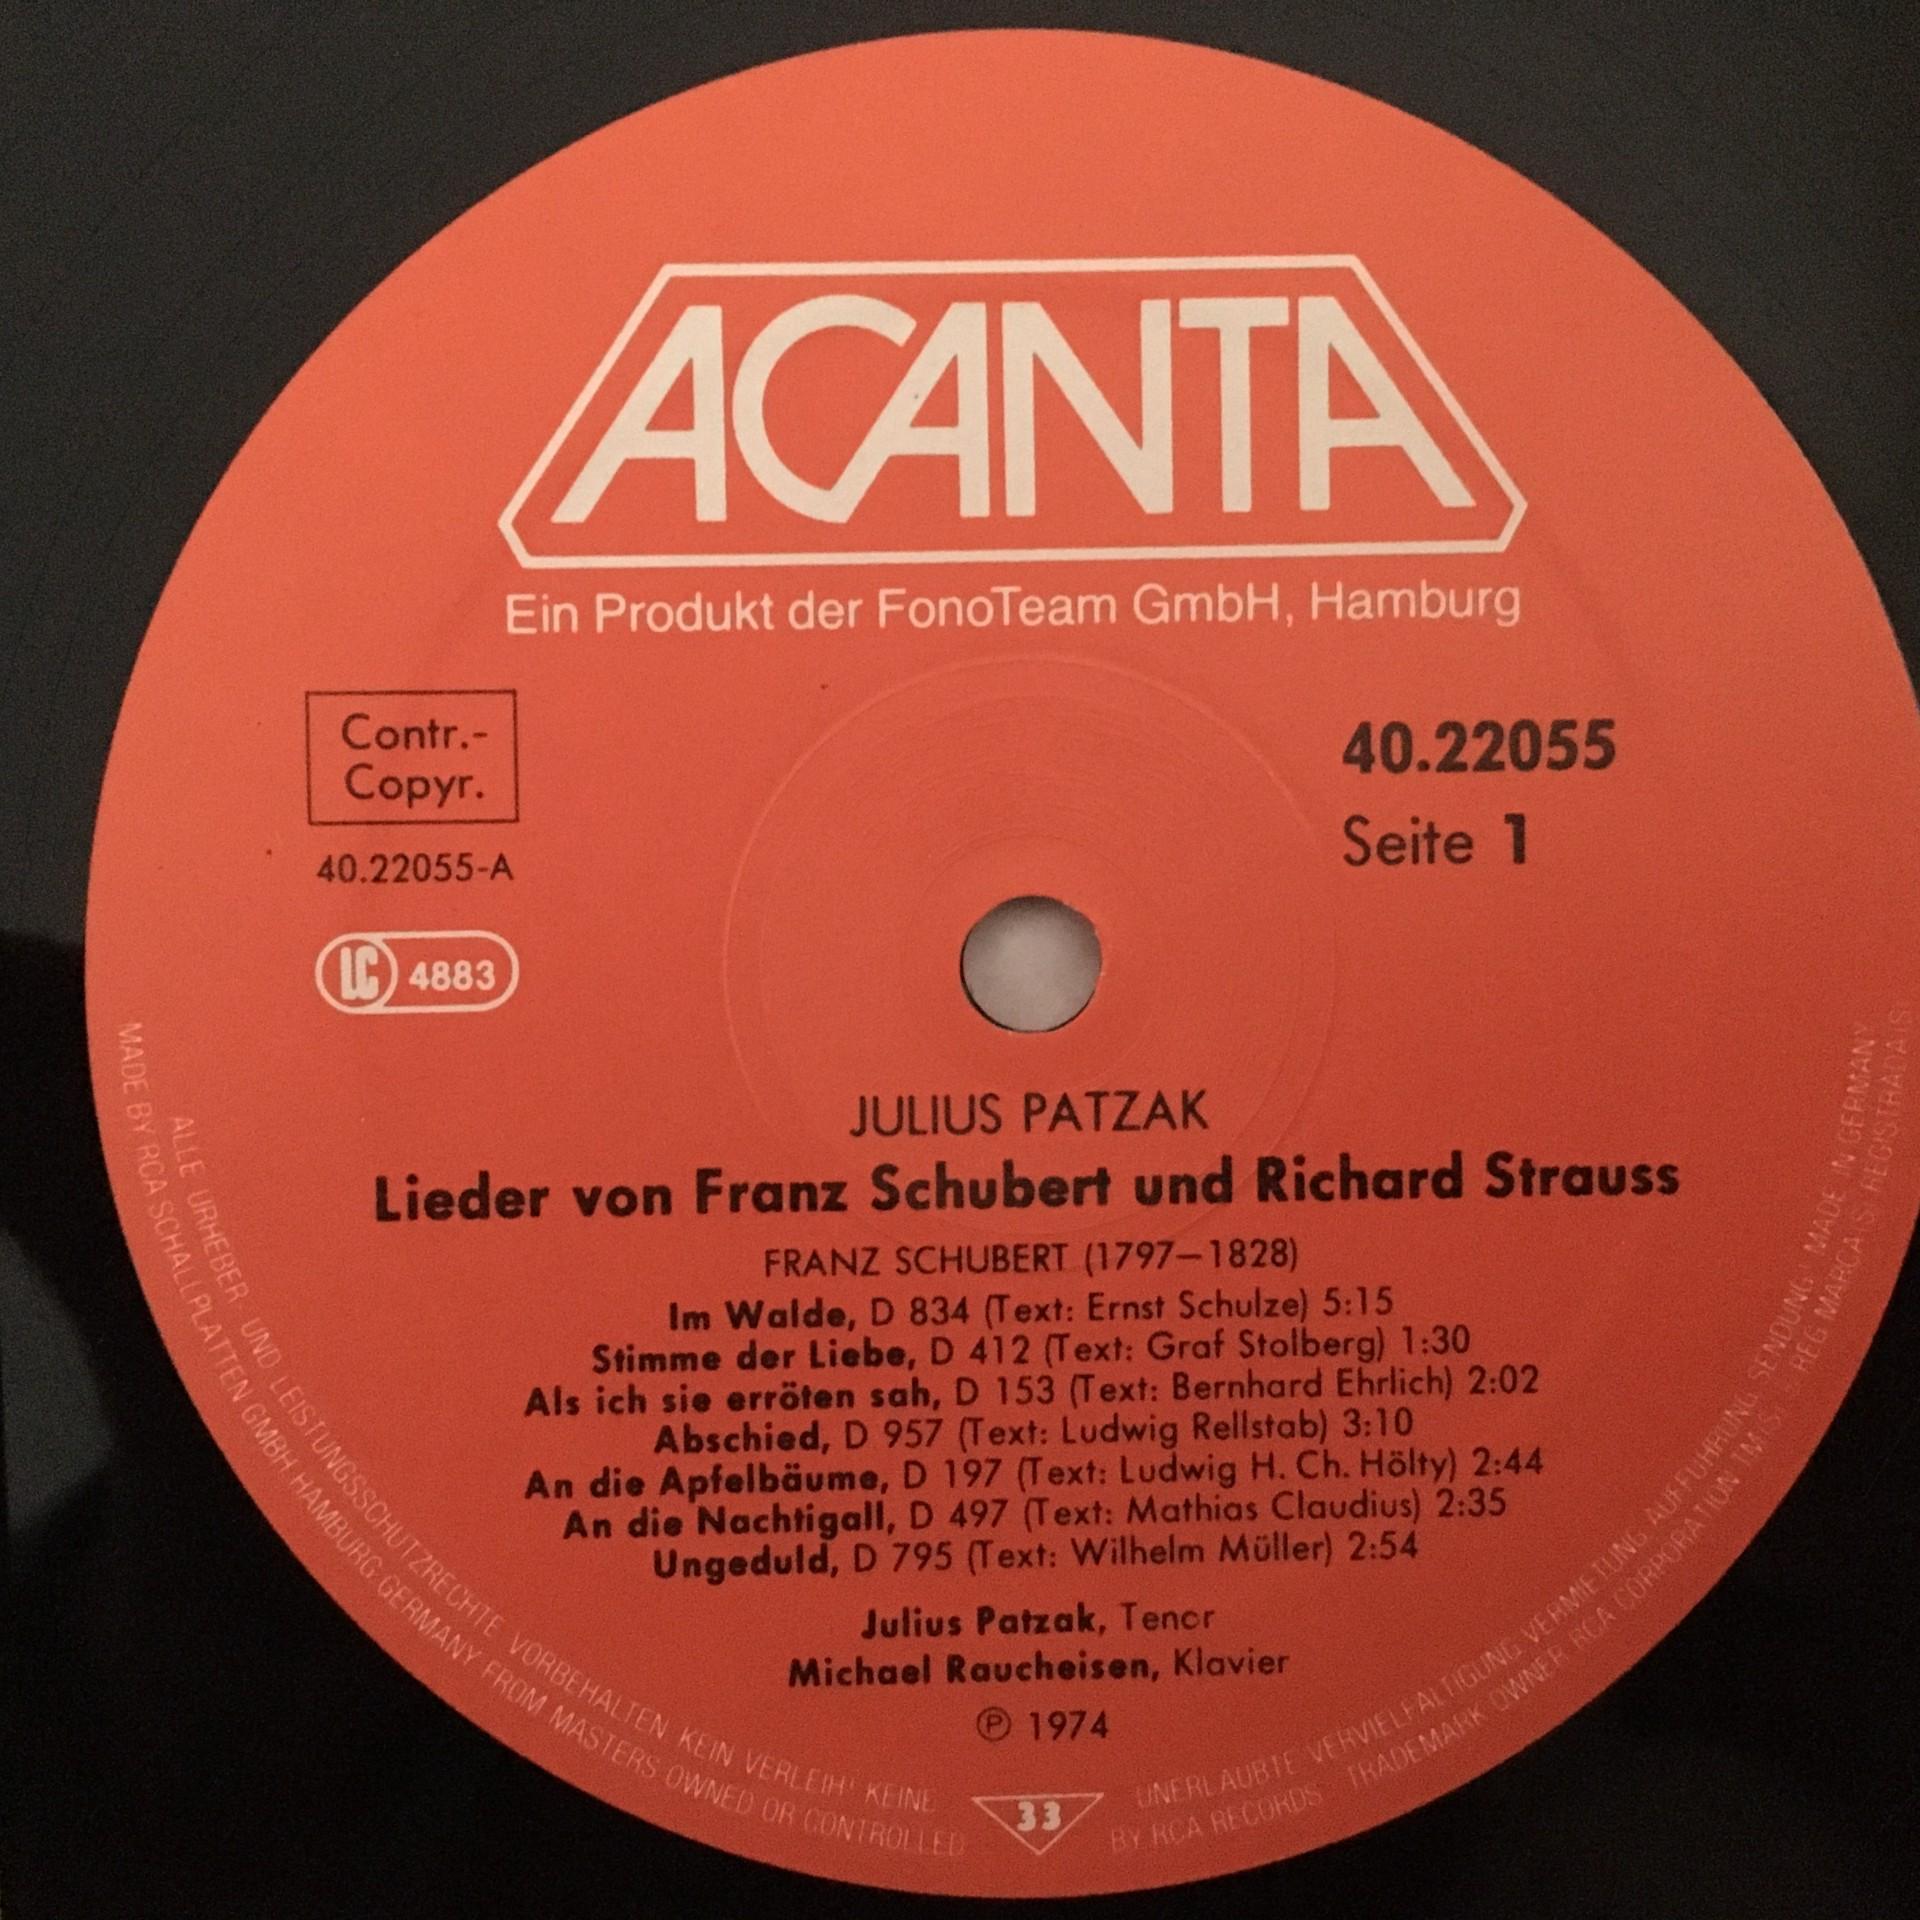 ACANTA
Ein Produkt der FonoTeam GmbH, Hamburg
Contr.-
Copyr.
40.22055-A
LC 4883
40.22055
Seite 1
JULIUS PATZAK
Lieder von Franz Schubert und Richard Strauss
FRANZ SCHUBERT (1797–1828)
Im Walde, D 834 (Text: Ernst Schulze) 5:15
Stimme der Liebe, D 412 (Text: Graf Stolberg) 1:30
Als ich sie erröten sah, D 153 (Text: Bernhard Ehrlich) 2:02
Abschied, D 957 (Text: Ludwig Rellstab) 3:10
An die Apfelbäume, D 197 (Text: Ludwig H. Ch. Hölty) 2:44
An die Nachtigall, D 497 (Text: Mathias Claudius) 2:35
Ungeduld, D 795 (Text: Wilhelm Müller) 2:54
Julius Patzak, Tenor
Michael Raucheisen, Klavier
Ⓟ 1974
33
ALLE URHEBER- UND LEISTUNGSSCHUTZRECHTE VORBEHALTEN KEIN VERLEIH! KEINE UNERLAUBTE VERVIELFÄLTIGUNG, VERMIETUNG, AUFFÜHRUNG, SENDUNG! MADE IN GERMANY
MADE BY RCA SCHALLPLATTEN GMBH HAMBURG GERMANY FROM MASTERS OWNED OR CONTROLLED BY RCA RECORDS TRADEMARK OWNER RCA CORPORATION TM(S) REG MARCA(S) REGISTRADA(S)